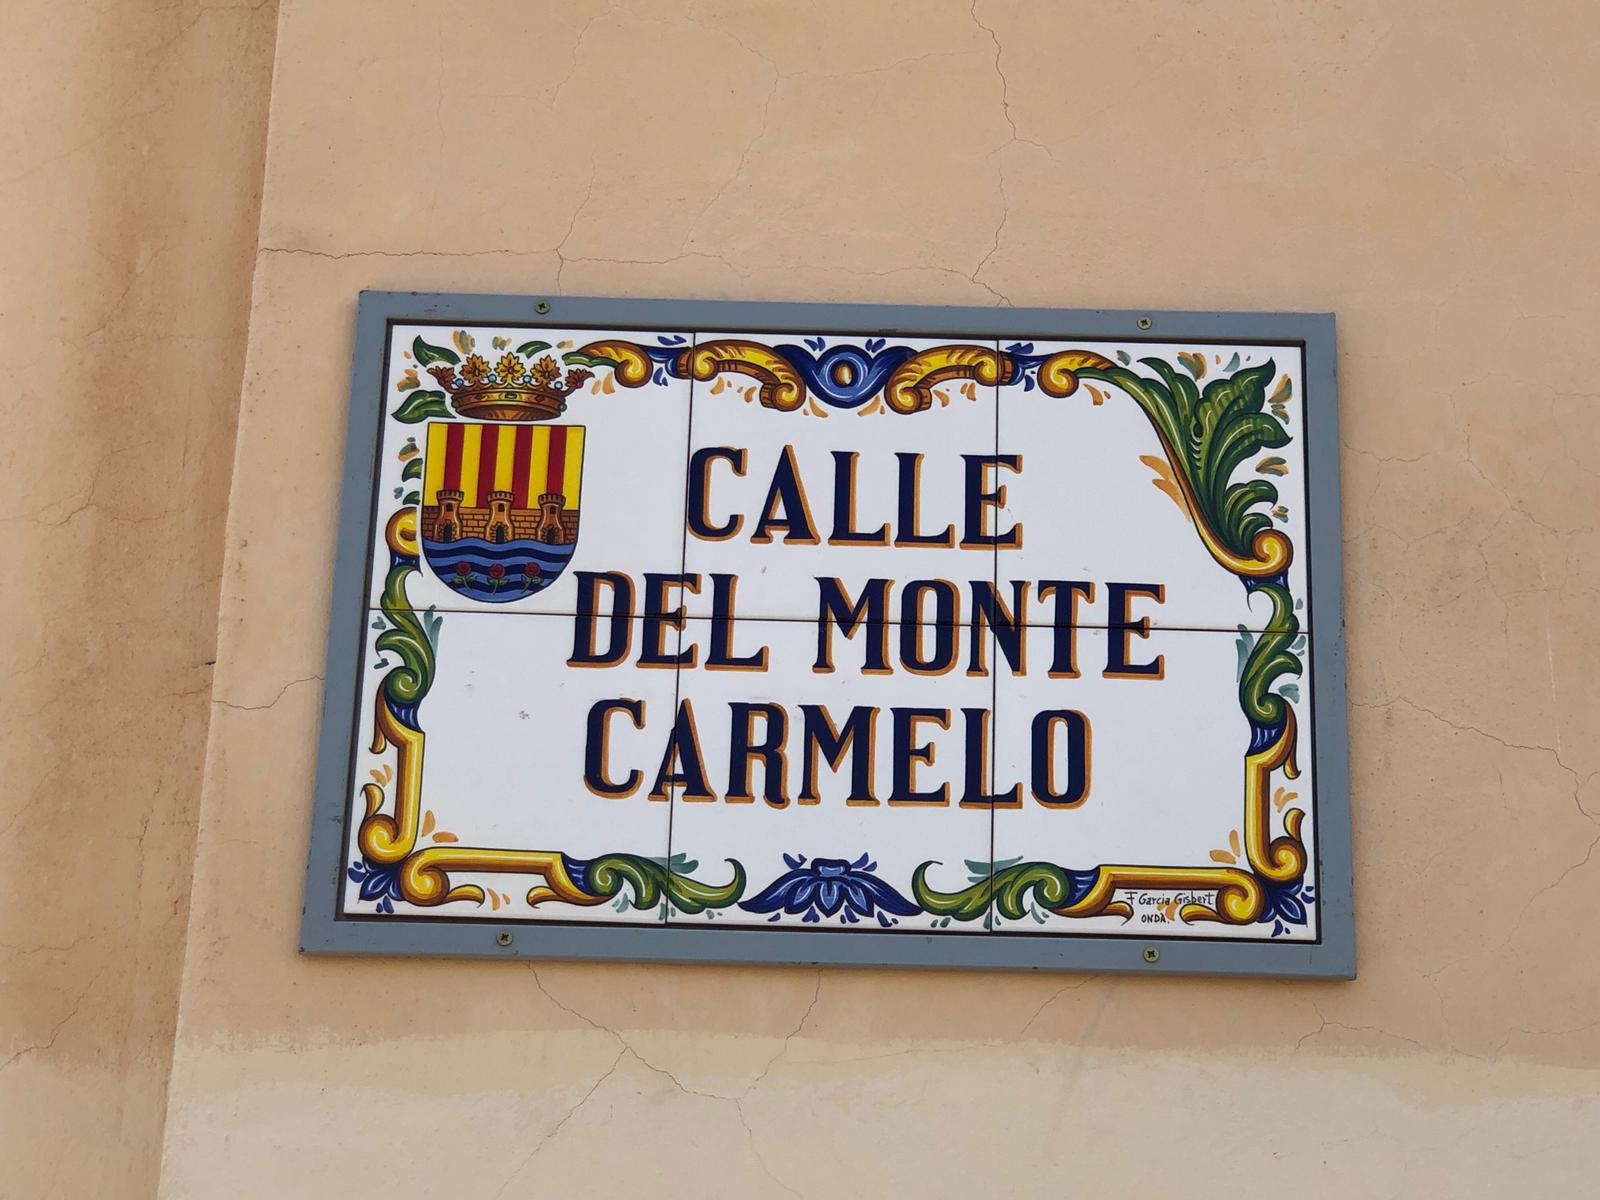 CALLE
DEL MONTE
CARMELO
F Garcia Gisbert
ONDA.